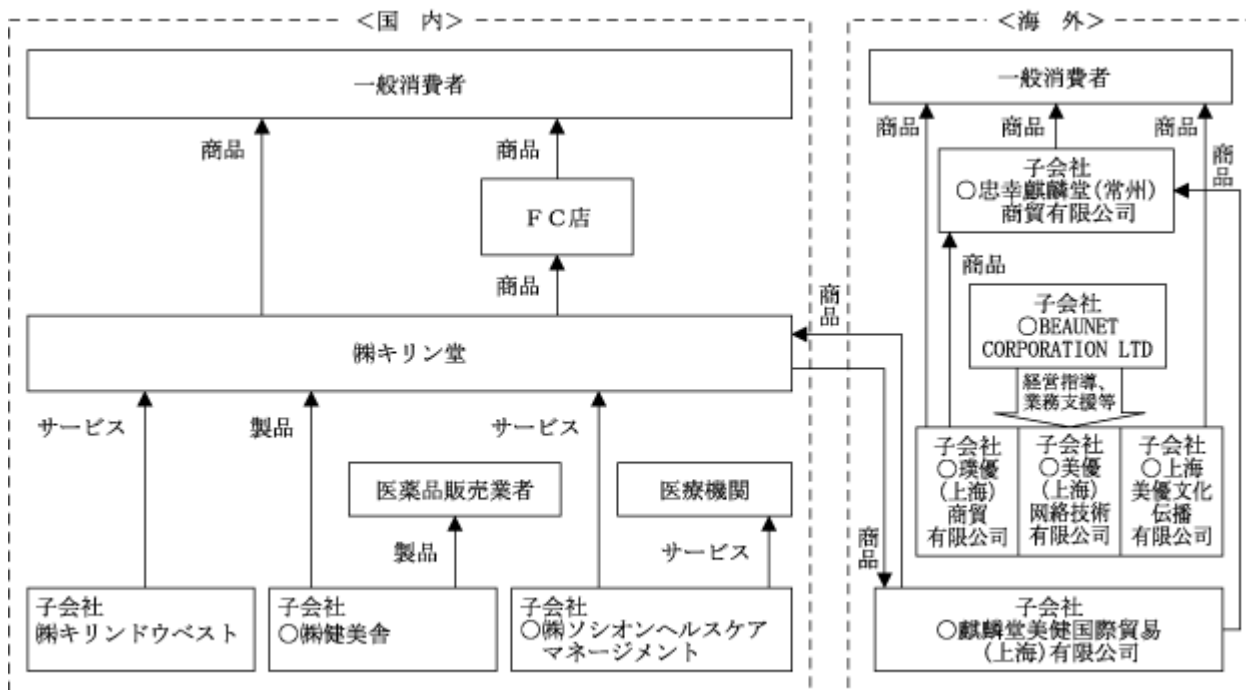 ＜国　内＞
一般消費者
商品
商品
ＦＣ店
商品
㈱キリン堂
サービス
製品
サービス
医薬品販売業者
医療機関
製品
サービス
子会社
㈱キリンドウベスト
子会社
○㈱健美舎
子会社
○㈱ソシオンヘルスケア
マネージメント
＜海　外＞
一般消費者
商品
商品
商品
商品
子会社
○忠幸麒麟堂(常州)
商貿有限公司
商品
商品
子会社
○BEAUNET
CORPORATION LTD
経営指導、
業務支援等
子会社
○璞優
(上海)
商貿
有限公司
子会社
○美優
(上海)
网絡技術
有限公司
子会社
○上海
美優文化
伝播
有限公司
商品
子会社
○麒麟堂美健国際貿易
(上海)有限公司